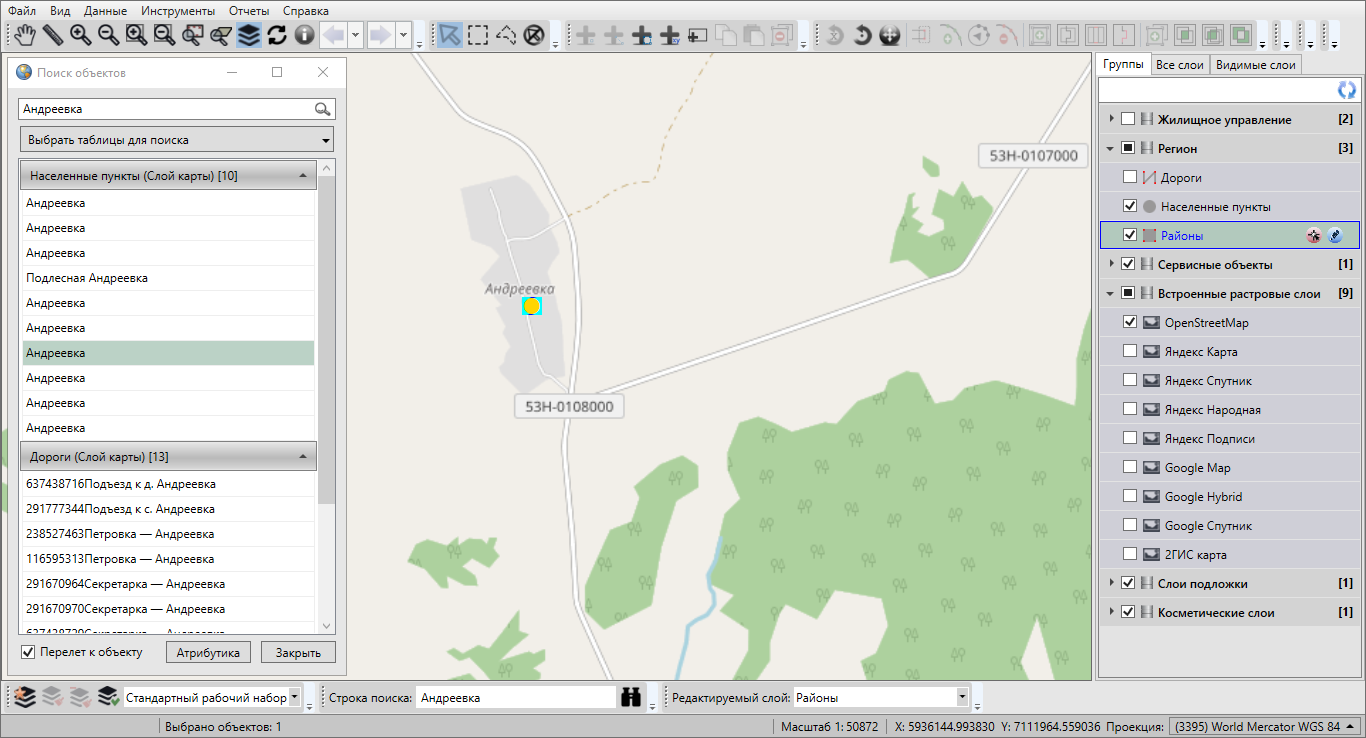 Файл Вид Данные Инструменты Отчеты Справка
Поиск объектов
Андреевка
Выбрать таблицы для поиска
Населенные пункты (Слой карты) [10]
Андреевка
Андреевка
Андреевка
Подлесная Андреевка
Андреевка
Андреевка
Андреевка
Андреевка
Андреевка
Андреевка
Дороги (Слой карты) [13]
637438716Подъезд к д. Андреевка
291777344Подъезд к с. Андреевка
238527463Петровка — Андреевка
116595313Петровка — Андреевка
291670964Секретарка — Андреевка
291670970Секретарка — Андреевка
637438729Секретарка — Андреевка
Перелет к объекту
Атрибутика
Закрыть
53Н-0107000
Андреевка
53Н-0108000
Группы Все слои Видимые слои
Жилищное управление [2]
Регион [3]
Дороги
Населенные пункты
Районы
Сервисные объекты [1]
Встроенные растровые слои [9]
OpenStreetMap
Яндекс Карта
Яндекс Спутник
Яндекс Народная
Яндекс Подписи
Google Map
Google Hybrid
Google Спутник
2ГИС карта
Слои подложки [1]
Косметические слои [1]
Стандартный рабочий набор Строка поиска: Андреевка Редактируемый слой: Районы
Выбрано объектов: 1 Масштаб 1: 50872 X: 5936144.993830 Y: 7111964.559036 Проекция: (3395) World Mercator WGS 84